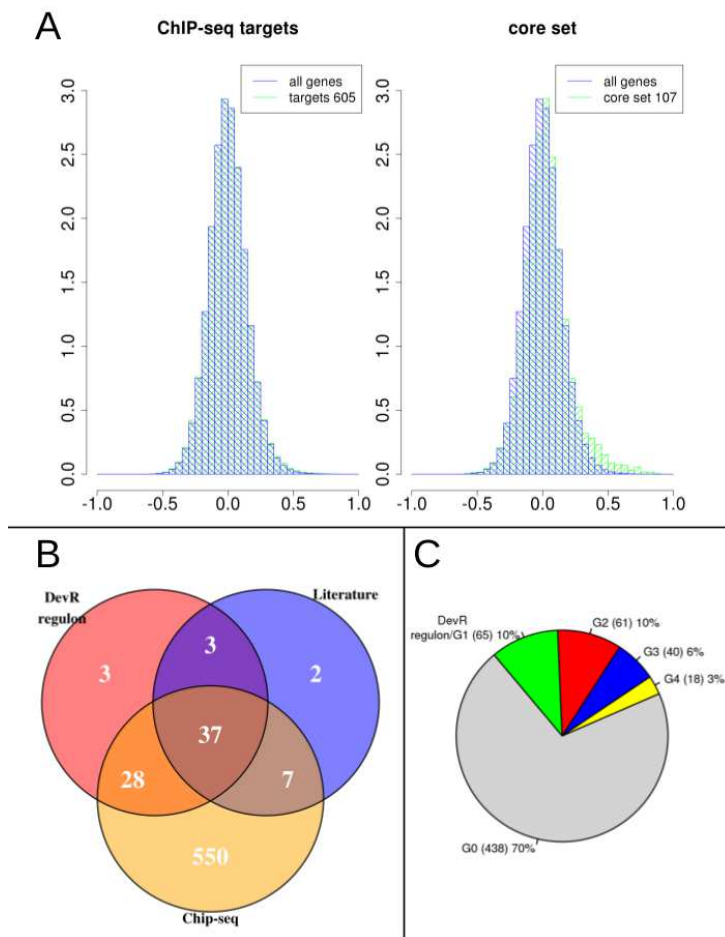 A
ChIP-seq targets
core set
all genes
targets 605
all genes
core set 107
3.0
2.5
2.0
1.5
1.0
0.5
0.0
-1.0 -0.5 0.0 0.5 1.0
3.0
2.5
2.0
1.5
1.0
0.5
0.0
-1.0 -0.5 0.0 0.5 1.0
B
DevR
regulon
Literature
3
3
2
37
28
7
550
Chip-seq
C
DevR
regulon/G1 (65) 10%
G2 (61) 10%
G3 (40) 6%
G4 (18) 3%
G0 (438) 70%